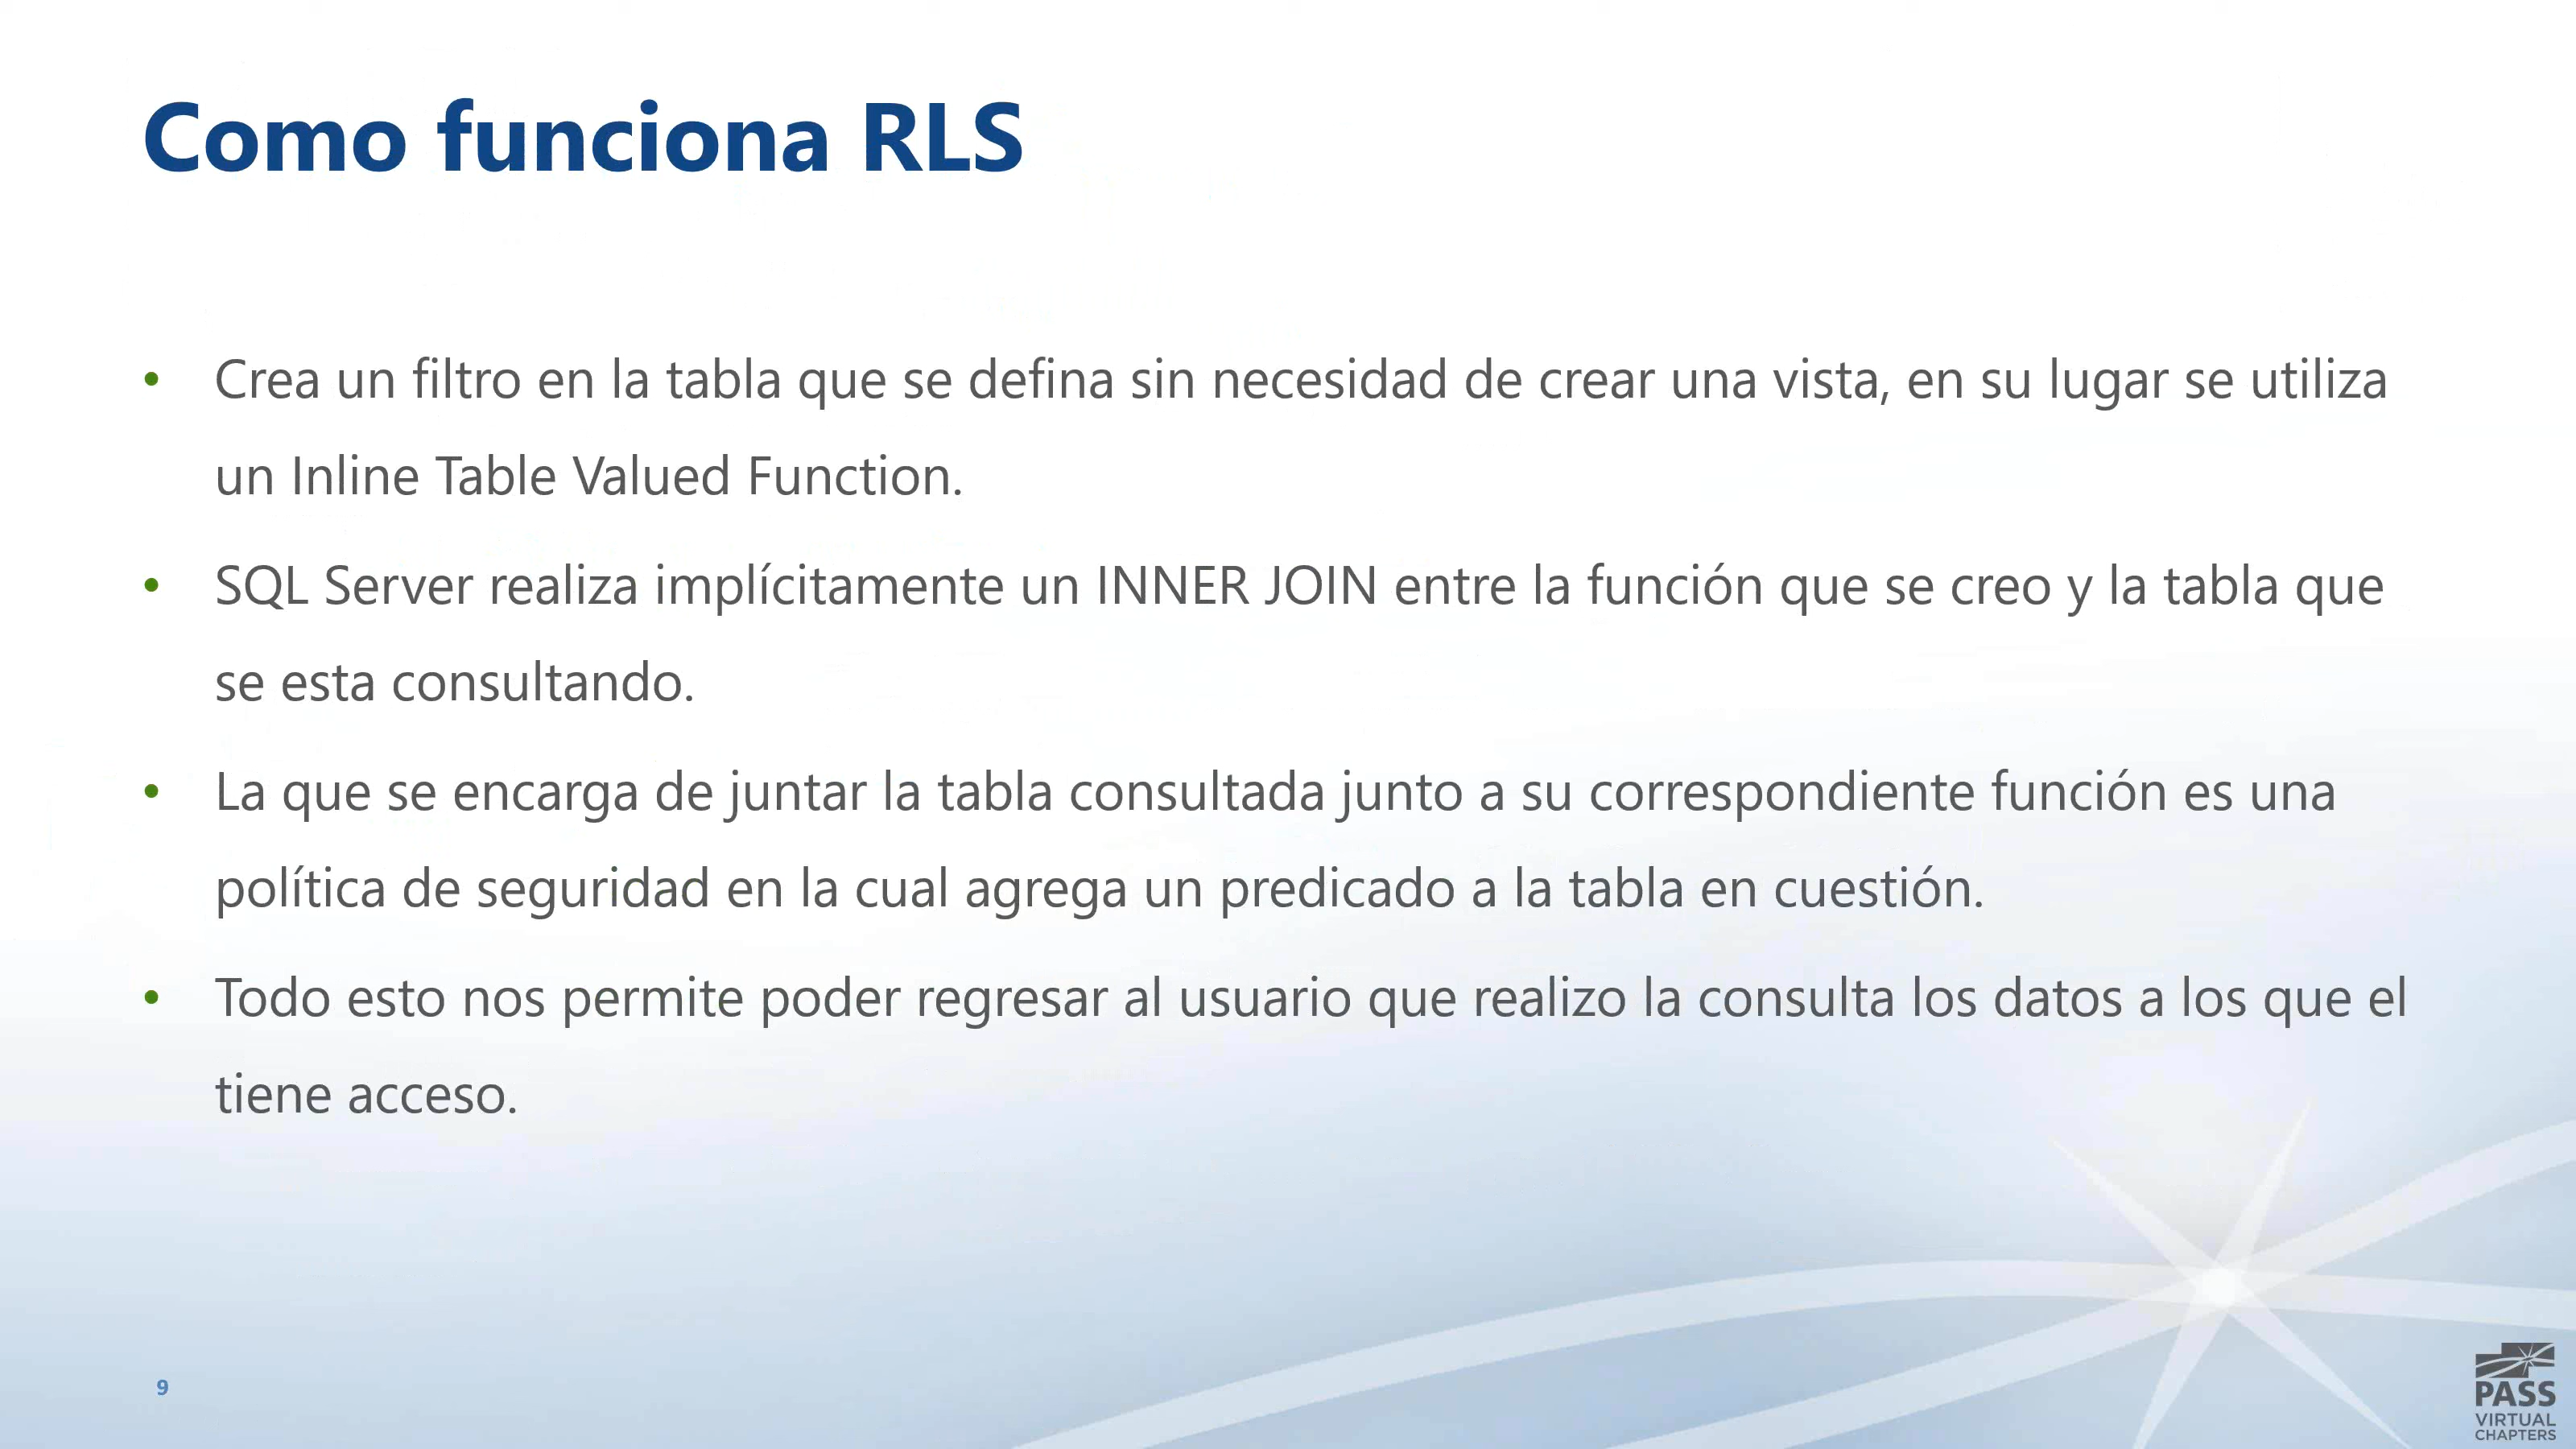 Como funciona RLS
• Crea un filtro en la tabla que se defina sin necesidad de crear una vista, en su lugar se utiliza
un Inline Table Valued Function.
• SQL Server realiza implícitamente un INNER JOIN entre la función que se creo y la tabla que
se esta consultando.
• La que se encarga de juntar la tabla consultada junto a su correspondiente función es una
política de seguridad en la cual agrega un predicado a la tabla en cuestión.
• Todo esto nos permite poder regresar al usuario que realizo la consulta los datos a los que el
tiene acceso.
9
PASS
VIRTUAL
CHAPTERS